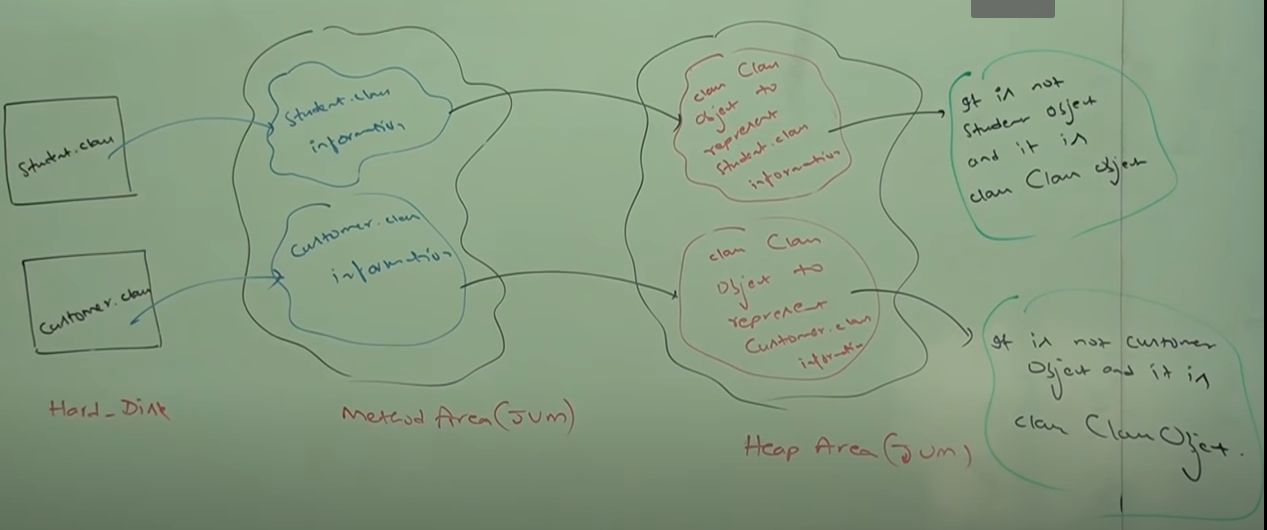 Student.class
Customer.class
Hard_Disk
Student.class
information
Customer.class
information
Method Area(JVM)
class Class
object to
represent
Student.class
information
class Class
Object to
represent
Customer.class
information
Heap Area(JVM)
It is not
Student Object
and it is
class Class object
It is not customer
Object and it is
class Class Object.